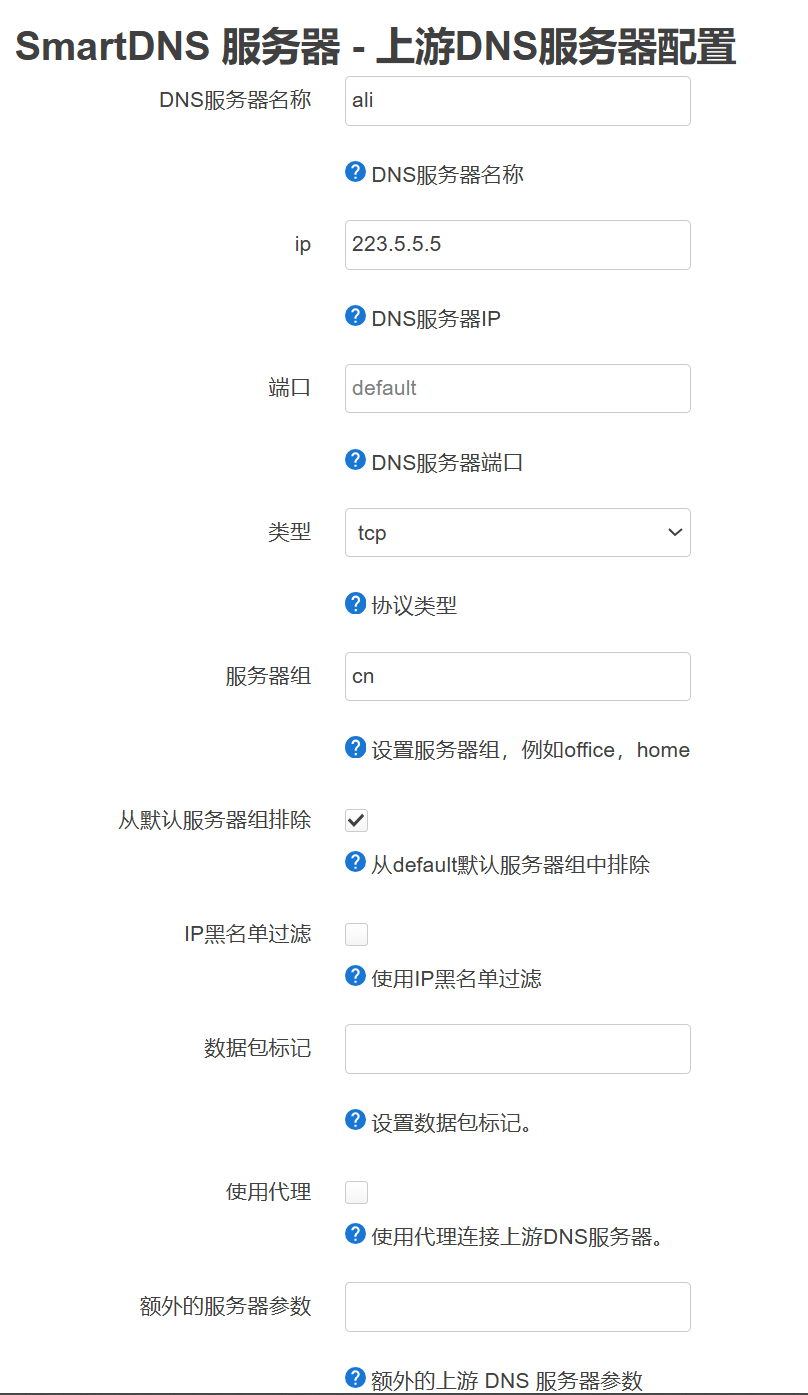 SmartDNS 服务器 - 上游DNS服务器配置
DNS服务器名称
ali
DNS服务器名称
ip
223.5.5.5
DNS服务器IP
端口
default
DNS服务器端口
类型
tcp
协议类型
服务器组
cn
设置服务器组，例如office，home
从默认服务器组排除
从default默认服务器组中排除
IP黑名单过滤
使用IP黑名单过滤
数据包标记
设置数据包标记。
使用代理
使用代理连接上游DNS服务器。
额外的服务器参数
额外的上游 DNS 服务器参数